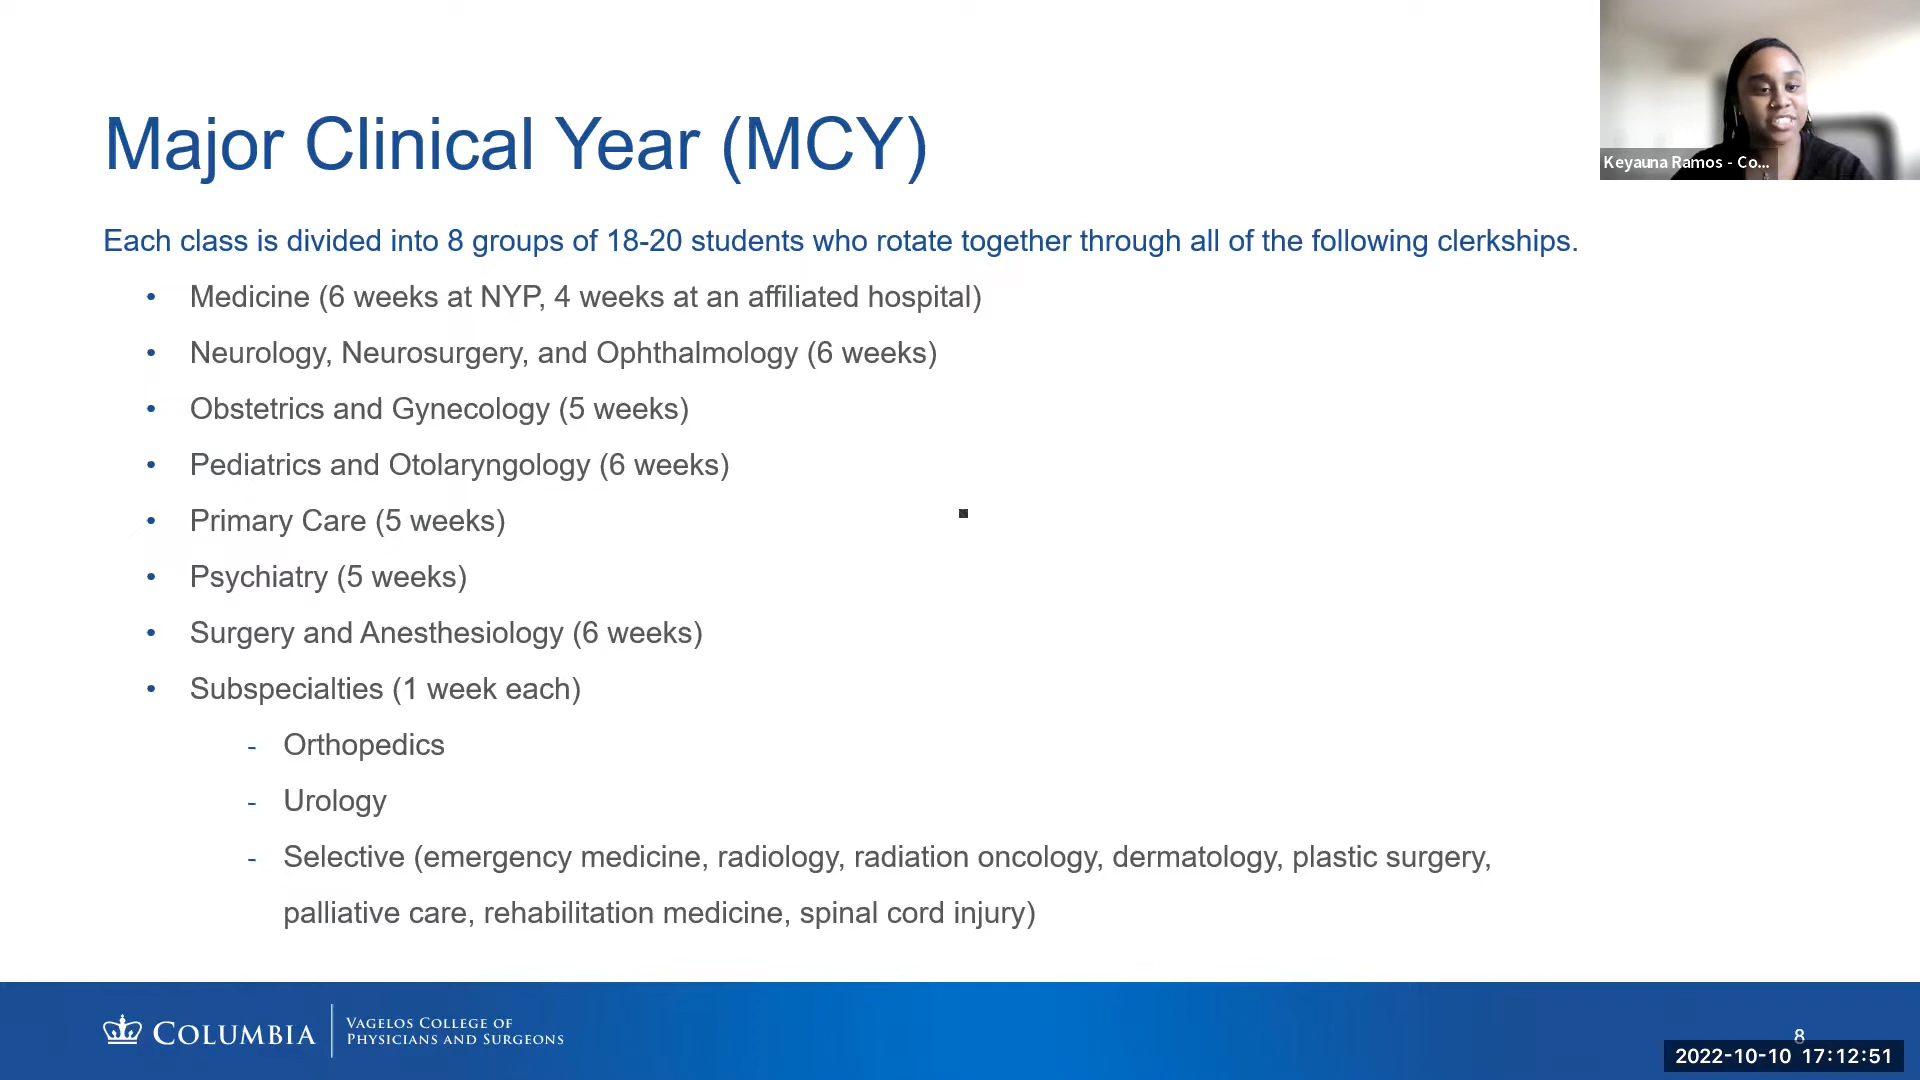 Major Clinical Year (MCY)
Keyauna Ramos - Co...
Each class is divided into 8 groups of 18-20 students who rotate together through all of the following clerkships.
• Medicine (6 weeks at NYP, 4 weeks at an affiliated hospital)
• Neurology, Neurosurgery, and Ophthalmology (6 weeks)
• Obstetrics and Gynecology (5 weeks)
• Pediatrics and Otolaryngology (6 weeks)
• Primary Care (5 weeks)
• Psychiatry (5 weeks)
• Surgery and Anesthesiology (6 weeks)
• Subspecialties (1 week each)
- Orthopedics
- Urology
- Selective (emergency medicine, radiology, radiation oncology, dermatology, plastic surgery,
palliative care, rehabilitation medicine, spinal cord injury)
COLUMBIA
VAGELOS COLLEGE OF
PHYSICIANS AND SURGEONS
8
2022-10-10 17:12:51